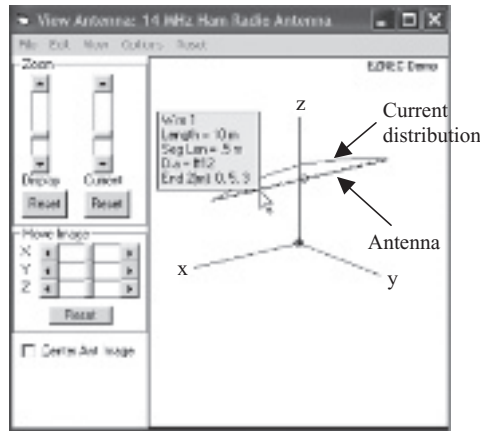 View Antenna: 14 MHz Ham Radio Antenna
File Edit View Options Reset
Zoom
Display Current
Reset Reset
Move Image
X
Y
Z
Reset
Center Ant Image
EZNEC Demo
Wire 1
Length = 10 m
Seg Len = .5 m
Dia = #12
End 2(m) 0, 5, 3
z
Current
distribution
Antenna
x
y